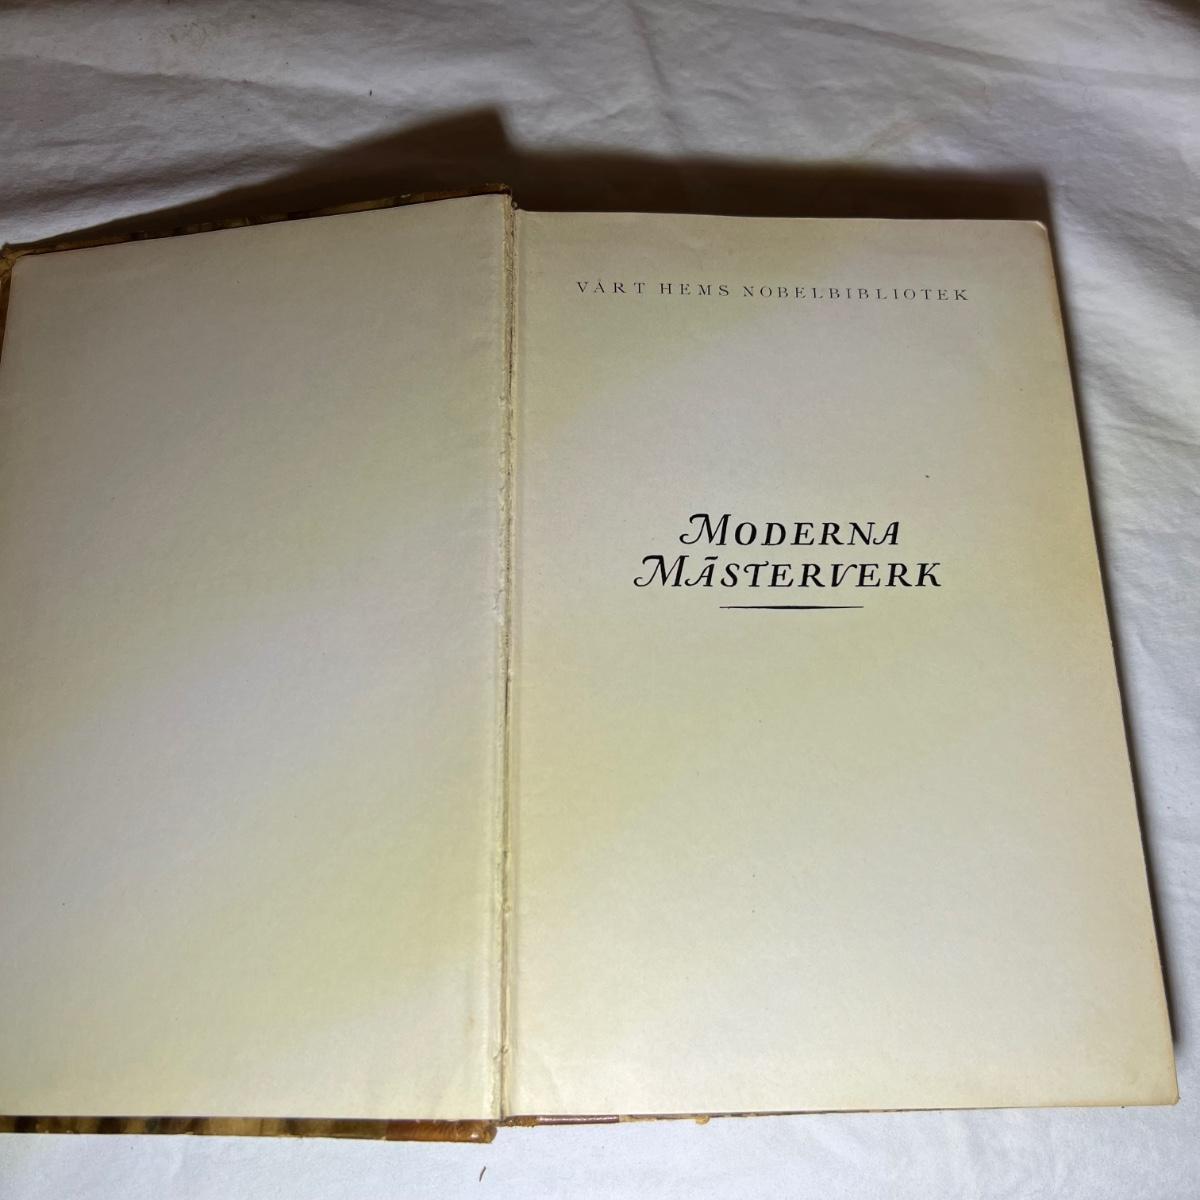 VÅRT HEMS NOBELBIBLIOTEK
MODERNA
MÄSTERVERK